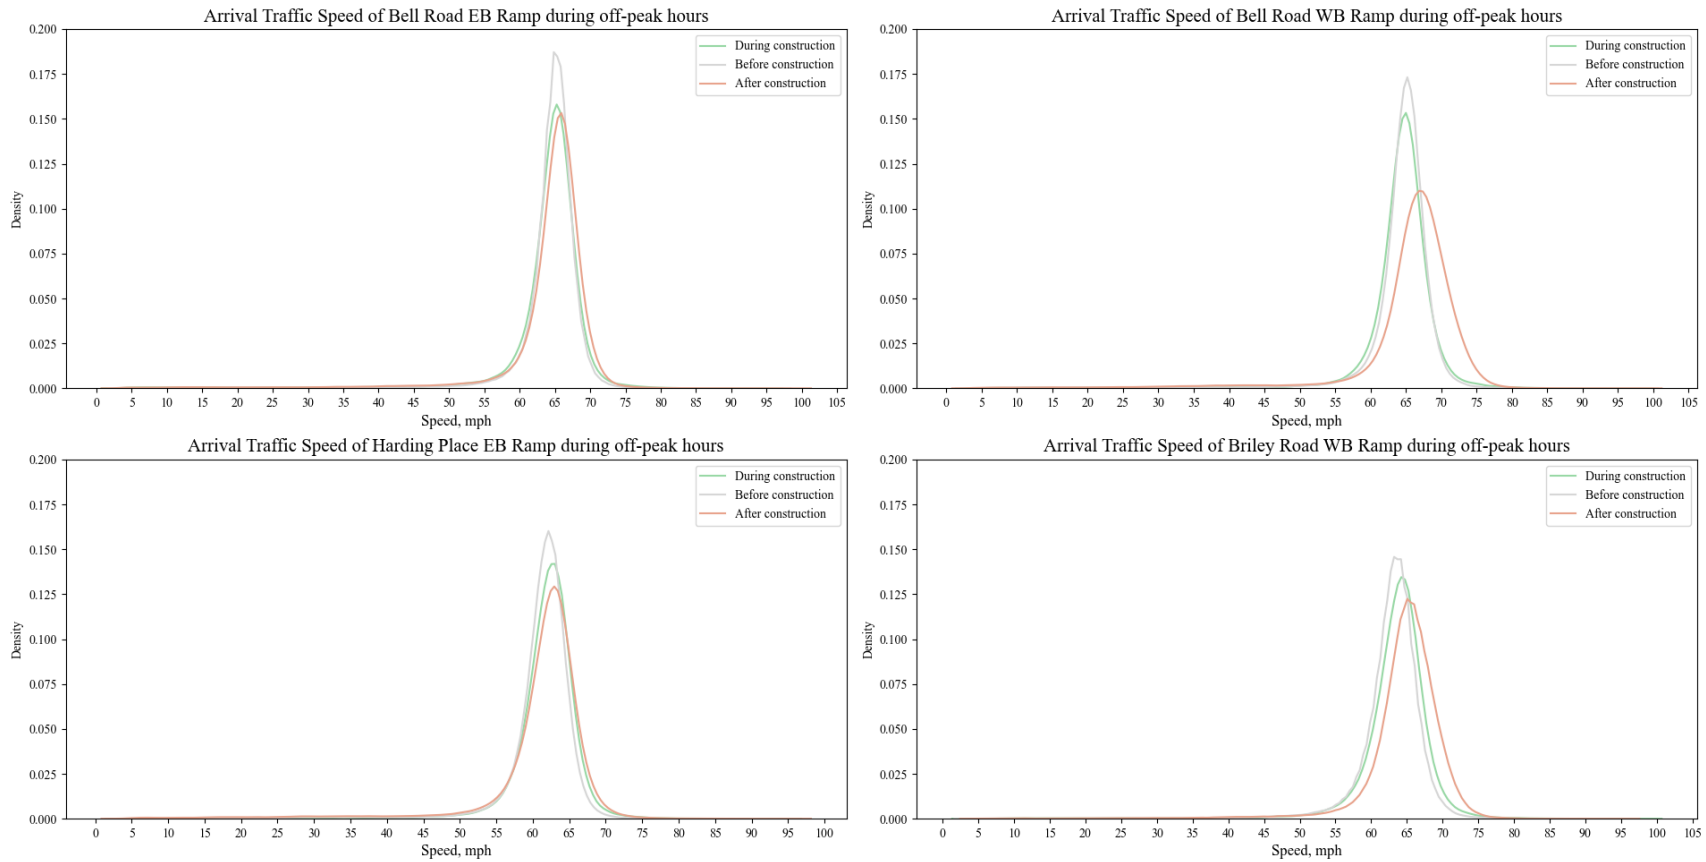 Arrival Traffic Speed of Bell Road EB Ramp during off-peak hours
0.200
0.175
0.150
0.125
0.100
0.075
0.050
0.025
0.000
Density
During construction
Before construction
After construction
0 5 10 15 20 25 30 35 40 45 50 55 60 65 70 75 80 85 90 95 100 105
Speed, mph
Arrival Traffic Speed of Bell Road WB Ramp during off-peak hours
0.200
0.175
0.150
0.125
0.100
0.075
0.050
0.025
0.000
Density
During construction
Before construction
After construction
0 5 10 15 20 25 30 35 40 45 50 55 60 65 70 75 80 85 90 95 100 105
Speed, mph
Arrival Traffic Speed of Harding Place EB Ramp during off-peak hours
0.200
0.175
0.150
0.125
0.100
0.075
0.050
0.025
0.000
Density
During construction
Before construction
After construction
0 5 10 15 20 25 30 35 40 45 50 55 60 65 70 75 80 85 90 95 100
Speed, mph
Arrival Traffic Speed of Briley Road WB Ramp during off-peak hours
0.200
0.175
0.150
0.125
0.100
0.075
0.050
0.025
0.000
Density
During construction
Before construction
After construction
0 5 10 15 20 25 30 35 40 45 50 55 60 65 70 75 80 85 90 95 100 105
Speed, mph